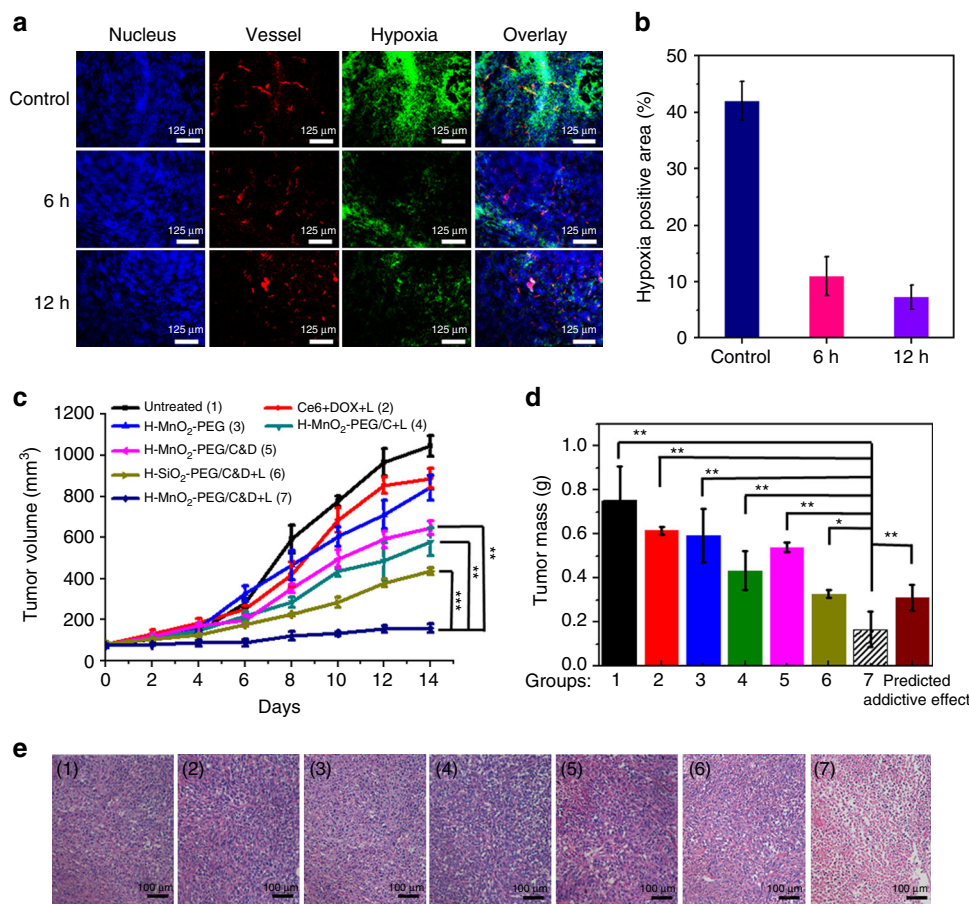 a
Nucleus Vessel Hypoxia Overlay
Control
125 µm 125 µm 125 µm 125 µm
6 h
125 µm 125 µm 125 µm 125 µm
12 h
125 µm 125 µm 125 µm 125 µm
b
Hypoxia positive area (%)
50
40
30
20
10
0
Control 6 h 12 h
c
Untreated (1) Ce6+DOX+L (2)
H-MnO₂-PEG (3) H-MnO₂-PEG/C+L (4)
H-MnO₂-PEG/C&D (5)
H-SiO₂-PEG/C&D+L (6)
H-MnO₂-PEG/C&D+L (7)
Tumor volume (mm³)
1200
1000
800
600
400
200
0
0 2 4 6 8 10 12 14
Days
***
**
**
d
Tumor mass (g)
1.0
0.8
0.6
0.4
0.2
0.0
**
**
**
**
**
*
**
Groups: 1 2 3 4 5 6 7 Predicted
addictive effect
e
(1) (2) (3) (4) (5) (6) (7)
100 µm 100 µm 100 µm 100 µm 100 µm 100 µm 100 µm